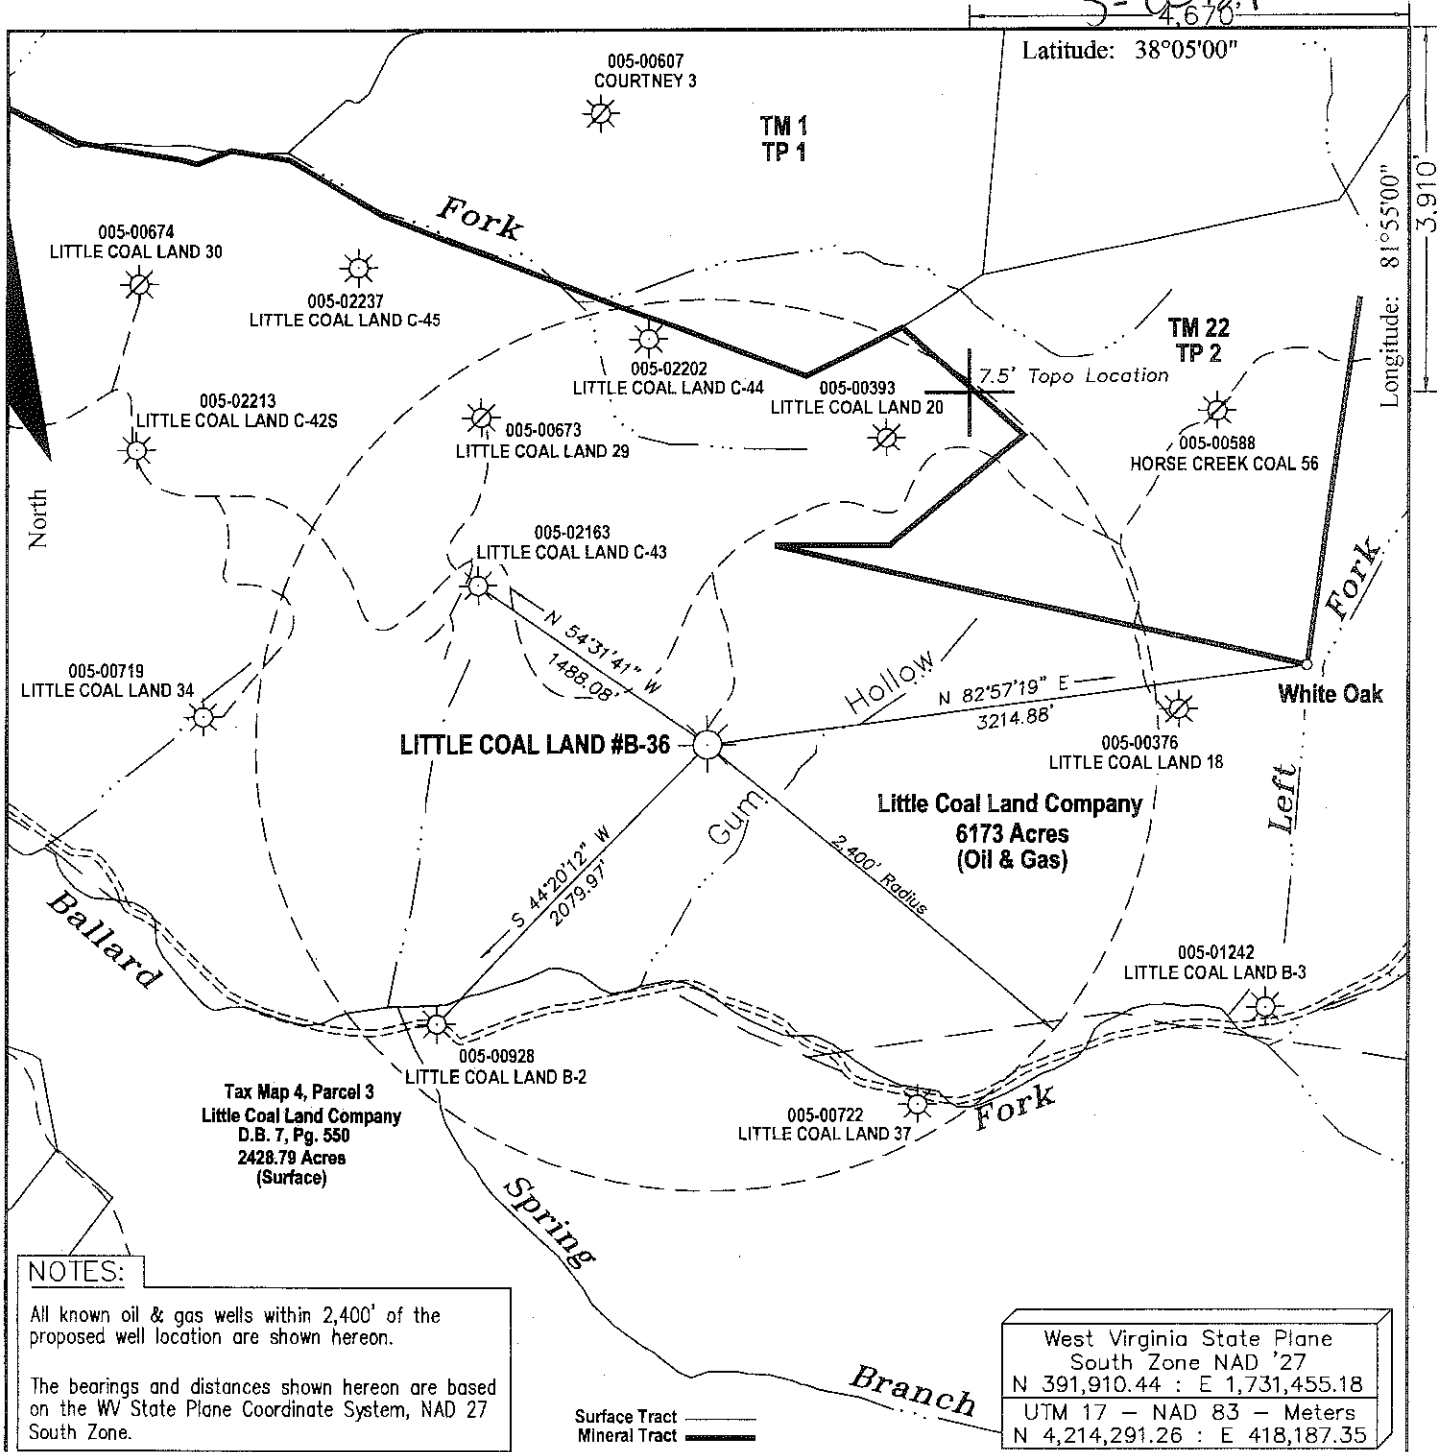 4,670'
Latitude: 38°05'00"
005-00607
COURTNEY 3
TM 1
TP 1
3,910'
Longitude: 81°55'00"
Fork
005-00674
LITTLE COAL LAND 30
005-02237
LITTLE COAL LAND C-45
TM 22
TP 2
005-02202
LITTLE COAL LAND C-44
7.5' Topo Location
005-00393
LITTLE COAL LAND 20
005-02213
LITTLE COAL LAND C-42S
005-00673
LITTLE COAL LAND 29
005-00588
HORSE CREEK COAL 56
North
005-02163
LITTLE COAL LAND C-43
Fork
N 54°31'41" W
1488.08'
005-00719
LITTLE COAL LAND 34
Hollow
N 82°57'19" E
3214.88'
White Oak
LITTLE COAL LAND #B-36
005-00376
LITTLE COAL LAND 18
Left
Gum
Little Coal Land Company
6173 Acres
(Oil & Gas)
2,400' Radius
S 44°20'12" W
2079.97'
Ballard
005-01242
LITTLE COAL LAND B-3
005-00928
LITTLE COAL LAND B-2
Tax Map 4, Parcel 3
Little Coal Land Company
D.B. 7, Pg. 550
2428.79 Acres
(Surface)
005-00722
LITTLE COAL LAND 37
Fork
Spring
Branch
NOTES:
All known oil & gas wells within 2,400' of the
proposed well location are shown hereon.
The bearings and distances shown hereon are based
on the WV State Plane Coordinate System, NAD 27
South Zone.
Surface Tract
Mineral Tract
West Virginia State Plane
South Zone NAD '27
N 391,910.44 : E 1,731,455.18
UTM 17 - NAD 83 - Meters
N 4,214,291.26 : E 418,187.35